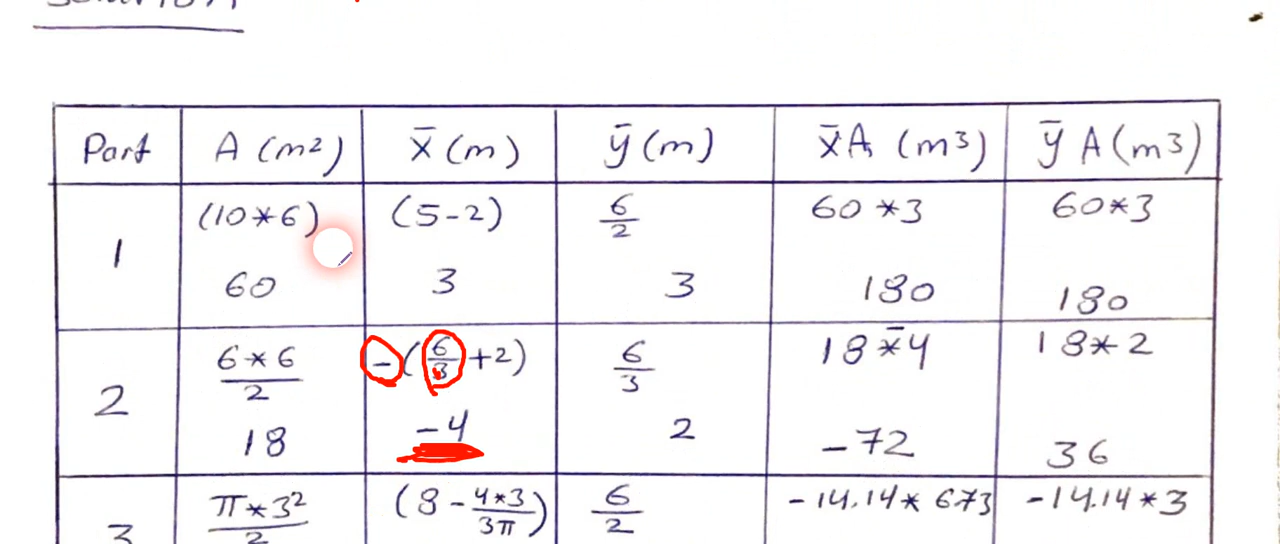 Part A (m²) x̄ (m) ȳ (m) x̄A (m³) ȳ A (m³)
1 (10*6) (5-2) 6/2 60 *3 60*3
60 3 3 180 180
2 6*6/2 -(6/3+2) 6/3 18*-4 18*2
18 -4 2 -72 36
3 π*3²/2 (8-4*3/3π) 6/2 -14.14* 6.73 -14.14*3